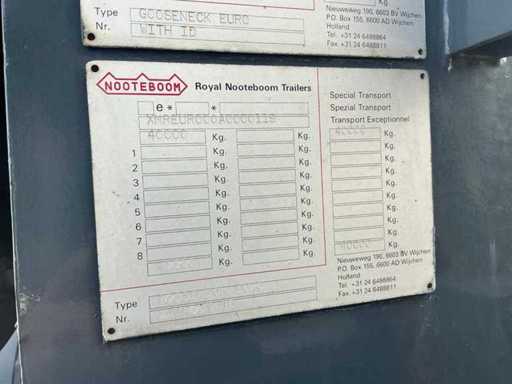 Kg.
Type GOOSENECK EURO
Nr. WITH ID
Nieuweweg 190, 6603 BV Wijchen
P.O. Box 155, 6600 AD Wijchen
Holland
Tel. +31 24 6488864
Fax. +31 24 6488811
NOOTEBOOM Royal Nooteboom Trailers
Special Transport
Spezial Transport
Transport Exceptionnel
e* *
40000 Kg. Kg. 40000 Kg.
1 Kg. Kg. Kg.
2 Kg. Kg. Kg.
3 Kg. Kg. Kg.
4 Kg. Kg. Kg.
5 Kg. Kg. Kg.
6 Kg. Kg. Kg.
7 Kg. Kg. Kg.
8 Kg. Kg. 40000 Kg.
Nieuweweg 190, 6603 BV Wijchen
P.O. Box 155, 6600 AD Wijchen
Holland
Tel. +31 24 6488864
Fax. +31 24 6488811
Type
Nr.